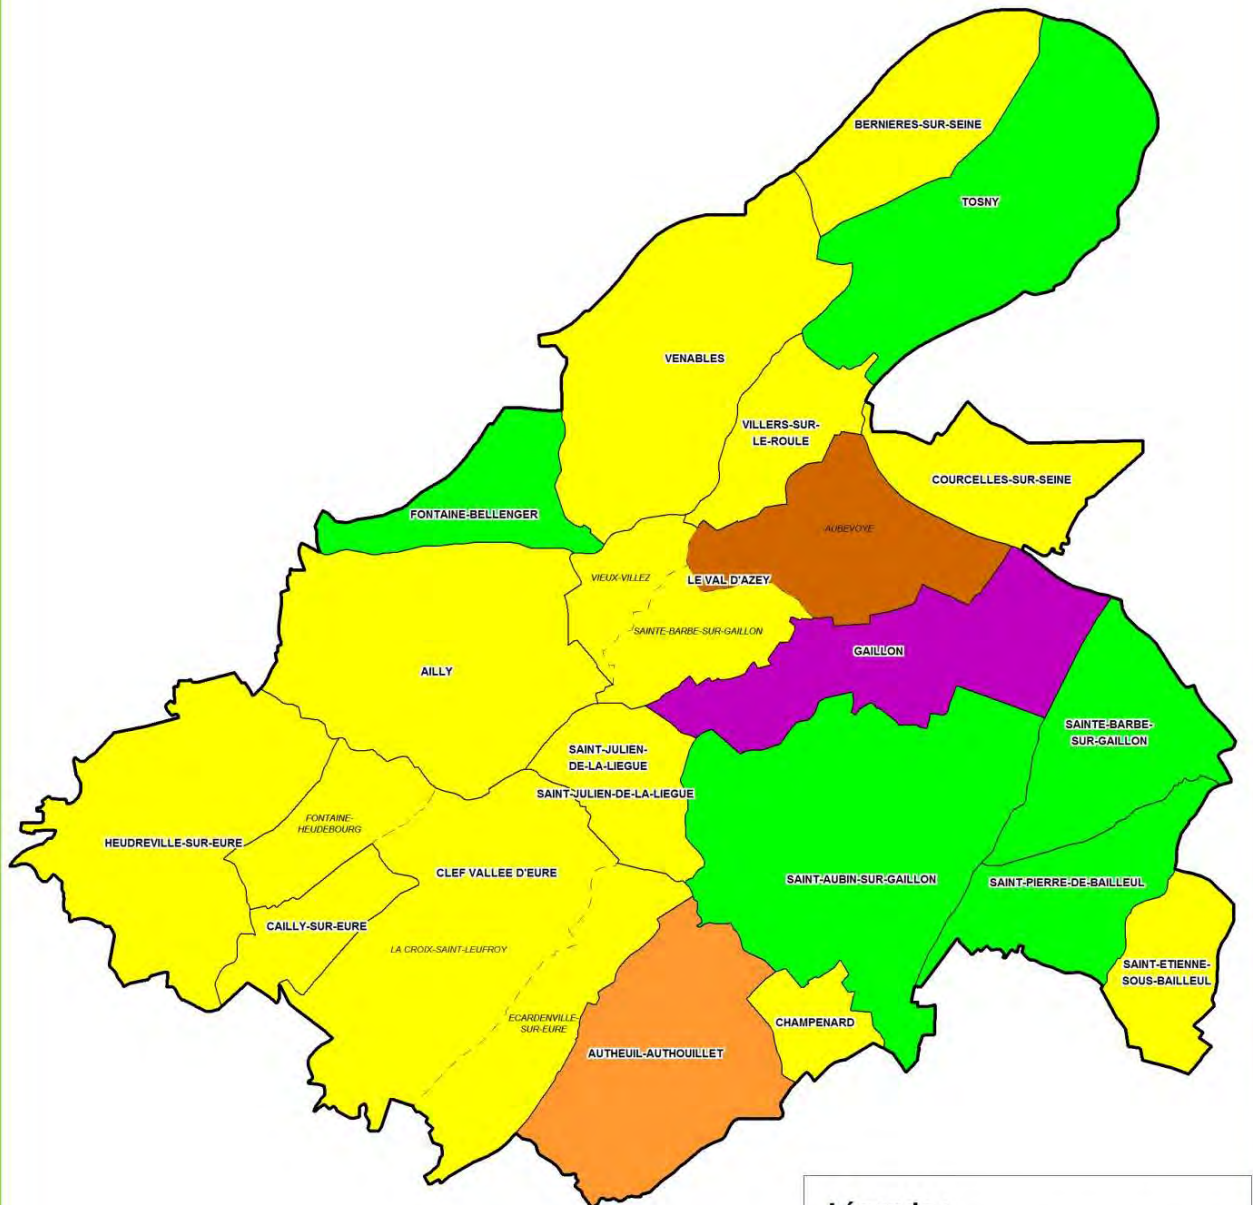 BERNIERES-SUR-SEINE
TOSNY
VENABLES
VILLERS-SUR-
LE-ROULE
COURCELLES-SUR-SEINE
FONTAINE-BELLENGER
AUBEVOYE
VIEUX-VILLEZ
LE VAL D'AZEY
SAINTE-BARBE-SUR-GAILLON
GAILLON
AILLY
SAINTE-BARBE-
SUR-GAILLON
SAINT-JULIEN-
DE-LA-LIEGUE
SAINT-JULIEN-DE-LA-LIEGUE
FONTAINE-
HEUDEBOURG
HEUDREVILLE-SUR-EURE
CLEF VALLEE D'EURE
SAINT-AUBIN-SUR-GAILLON
SAINT-PIERRE-DE-BAILLEUL
CAILLY-SUR-EURE
LA CROIX-SAINT-LEUFROY
SAINT-ETIENNE-
SOUS-BAILLEUL
ECARDENVILLE-
SUR-EURE
CHAMPENARD
AUTHEUIL-AUTHOUILLET